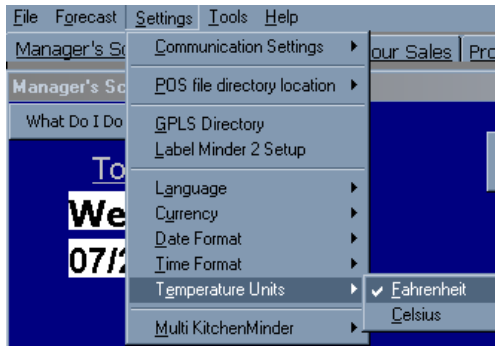 File Forecast Settings Tools Help
Manager's Sc
Communication Settings
our Sales
Pro
Manager's Sc
POS file directory location
What Do I Do
GPLS Directory
Label Minder 2 Setup
To
Language
We
Currency
Date Format
07/2
Time Format
Temperature Units
Fahrenheit
Celsius
Multi KitchenMinder